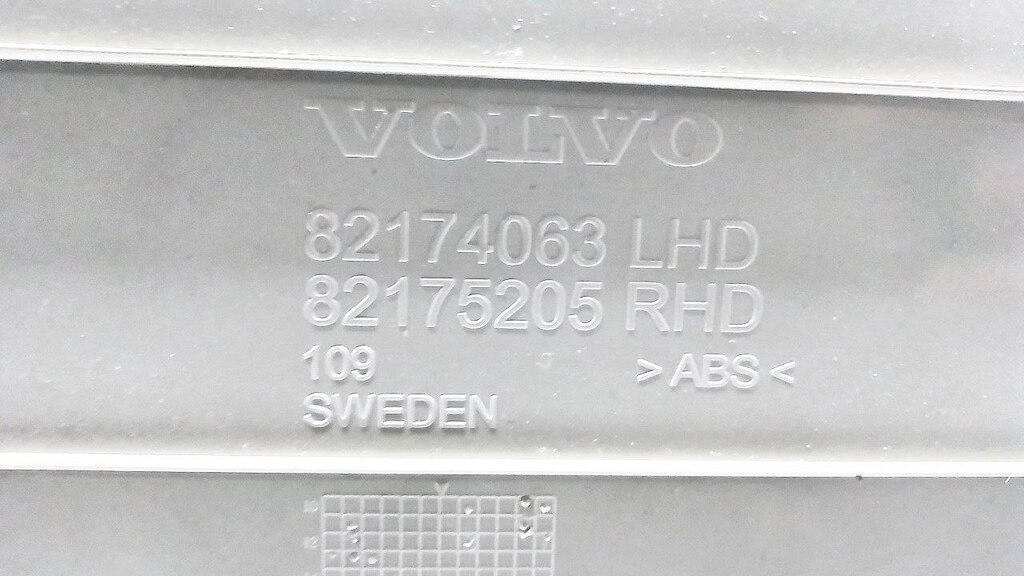 VOLVO
82174063 LHD
82175205 RHD
109 >ABS<
SWEDEN